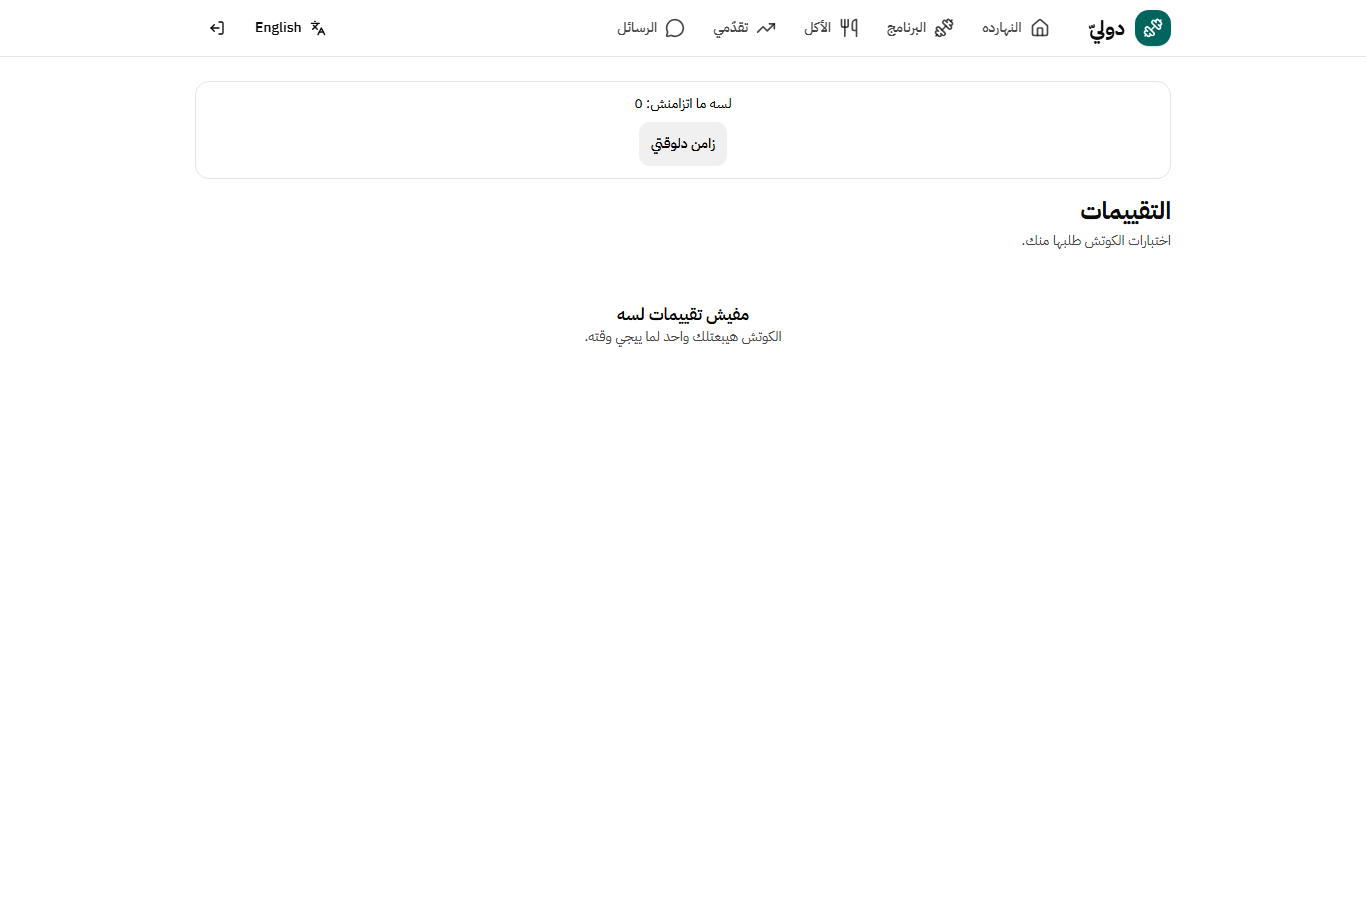 دوليّ
النهارده
البرنامج
الأكل
تقدّمي
الرسائل
English
لسه ما اتزامنش: 0
زامن دلوقتي
التقييمات
اختبارات الكوتش طلبها منك.
مفيش تقييمات لسه
الكوتش هيبعتلك واحد لما ييجي وقته.